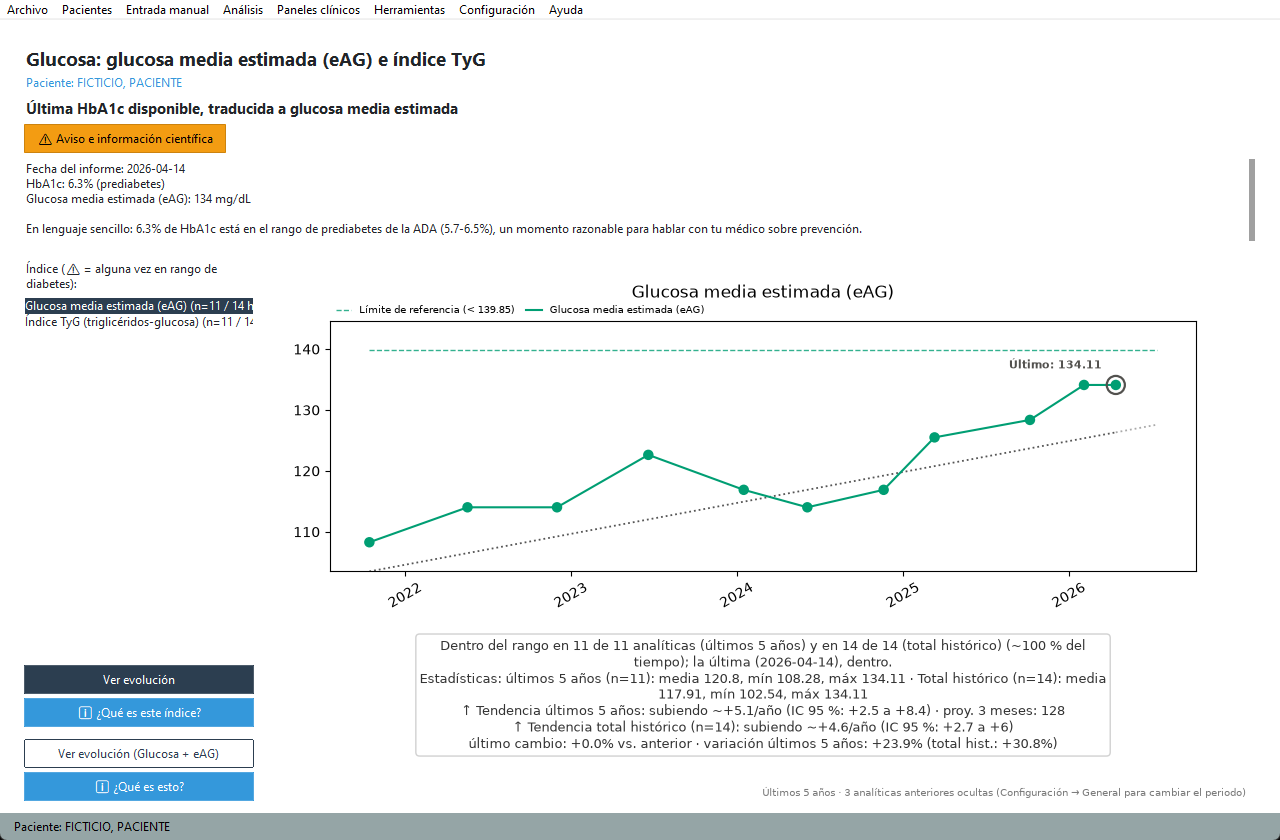 Archivo Pacientes Entrada manual Análisis Paneles clínicos Herramientas Configuración Ayuda
Glucosa: glucosa media estimada (eAG) e índice TyG
Paciente: FICTICIO, PACIENTE
Última HbA1c disponible, traducida a glucosa media estimada
⚠ Aviso e información científica
Fecha del informe: 2026-04-14
HbA1c: 6.3% (prediabetes)
Glucosa media estimada (eAG): 134 mg/dL
En lenguaje sencillo: 6.3% de HbA1c está en el rango de prediabetes de la ADA (5.7-6.5%), un momento razonable para hablar con tu médico sobre prevención.
Índice (⚠ = alguna vez en rango de
diabetes):
Glucosa media estimada (eAG) (n=11 / 14 h
Índice TyG (triglicéridos-glucosa) (n=11 / 14
Ver evolución
ℹ ¿Qué es este índice?
Ver evolución (Glucosa + eAG)
ℹ ¿Qué es esto?
Glucosa media estimada (eAG)
Límite de referencia (< 139.85) Glucosa media estimada (eAG)
Último: 134.11
140
130
120
110
2022 2023 2024 2025 2026
Dentro del rango en 11 de 11 analíticas (últimos 5 años) y en 14 de 14 (total histórico) (~100 % del
tiempo); la última (2026-04-14), dentro.
Estadísticas: últimos 5 años (n=11): media 120.8, mín 108.28, máx 134.11 · Total histórico (n=14): media
117.91, mín 102.54, máx 134.11
↑ Tendencia últimos 5 años: subiendo ~+5.1/año (IC 95 %: +2.5 a +8.4) · proy. 3 meses: 128
↑ Tendencia total histórico (n=14): subiendo ~+4.6/año (IC 95 %: +2.7 a +6)
último cambio: +0.0% vs. anterior · variación últimos 5 años: +23.9% (total hist.: +30.8%)
Últimos 5 años · 3 analíticas anteriores ocultas (Configuración → General para cambiar el periodo)
Paciente: FICTICIO, PACIENTE